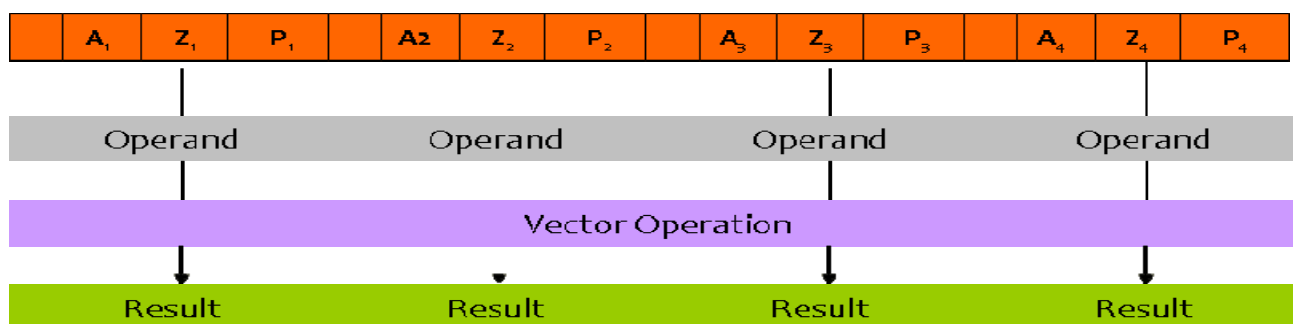 A₁ Z₁ P₁ A2 Z₂ P₂ A₃ Z₃ P₃ A₄ Z₄ P₄
Operand Operand Operand Operand
Vector Operation
Result Result Result Result